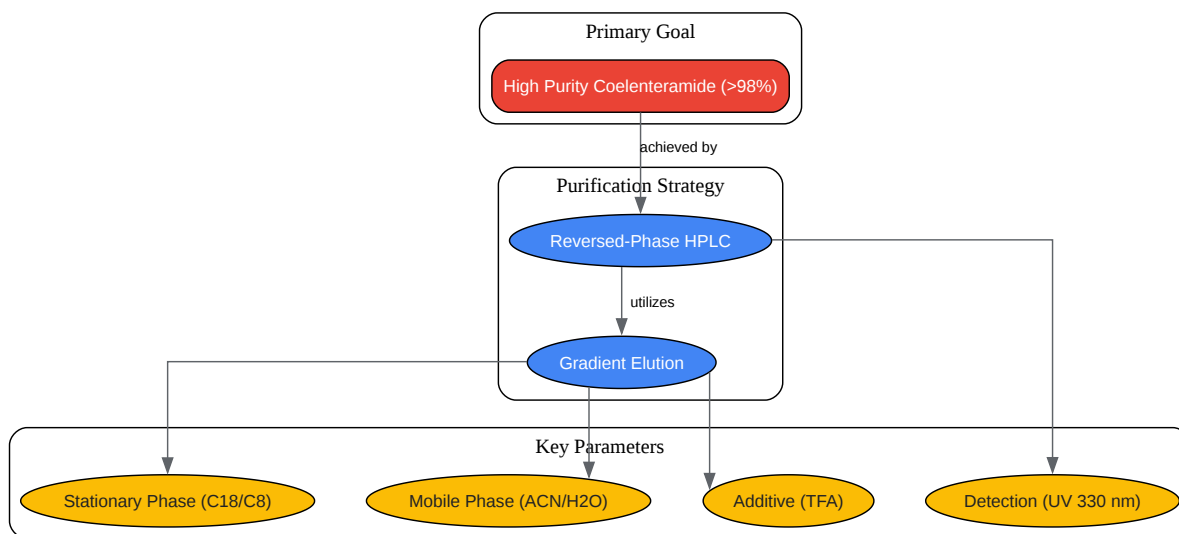 Primary Goal
High Purity Coelenteramide (>98%)
achieved by
Purification Strategy
Reversed-Phase HPLC
utilizes
Gradient Elution
Key Parameters
Stationary Phase (C18/C8)
Mobile Phase (ACN/H2O)
Additive (TFA)
Detection (UV 330 nm)